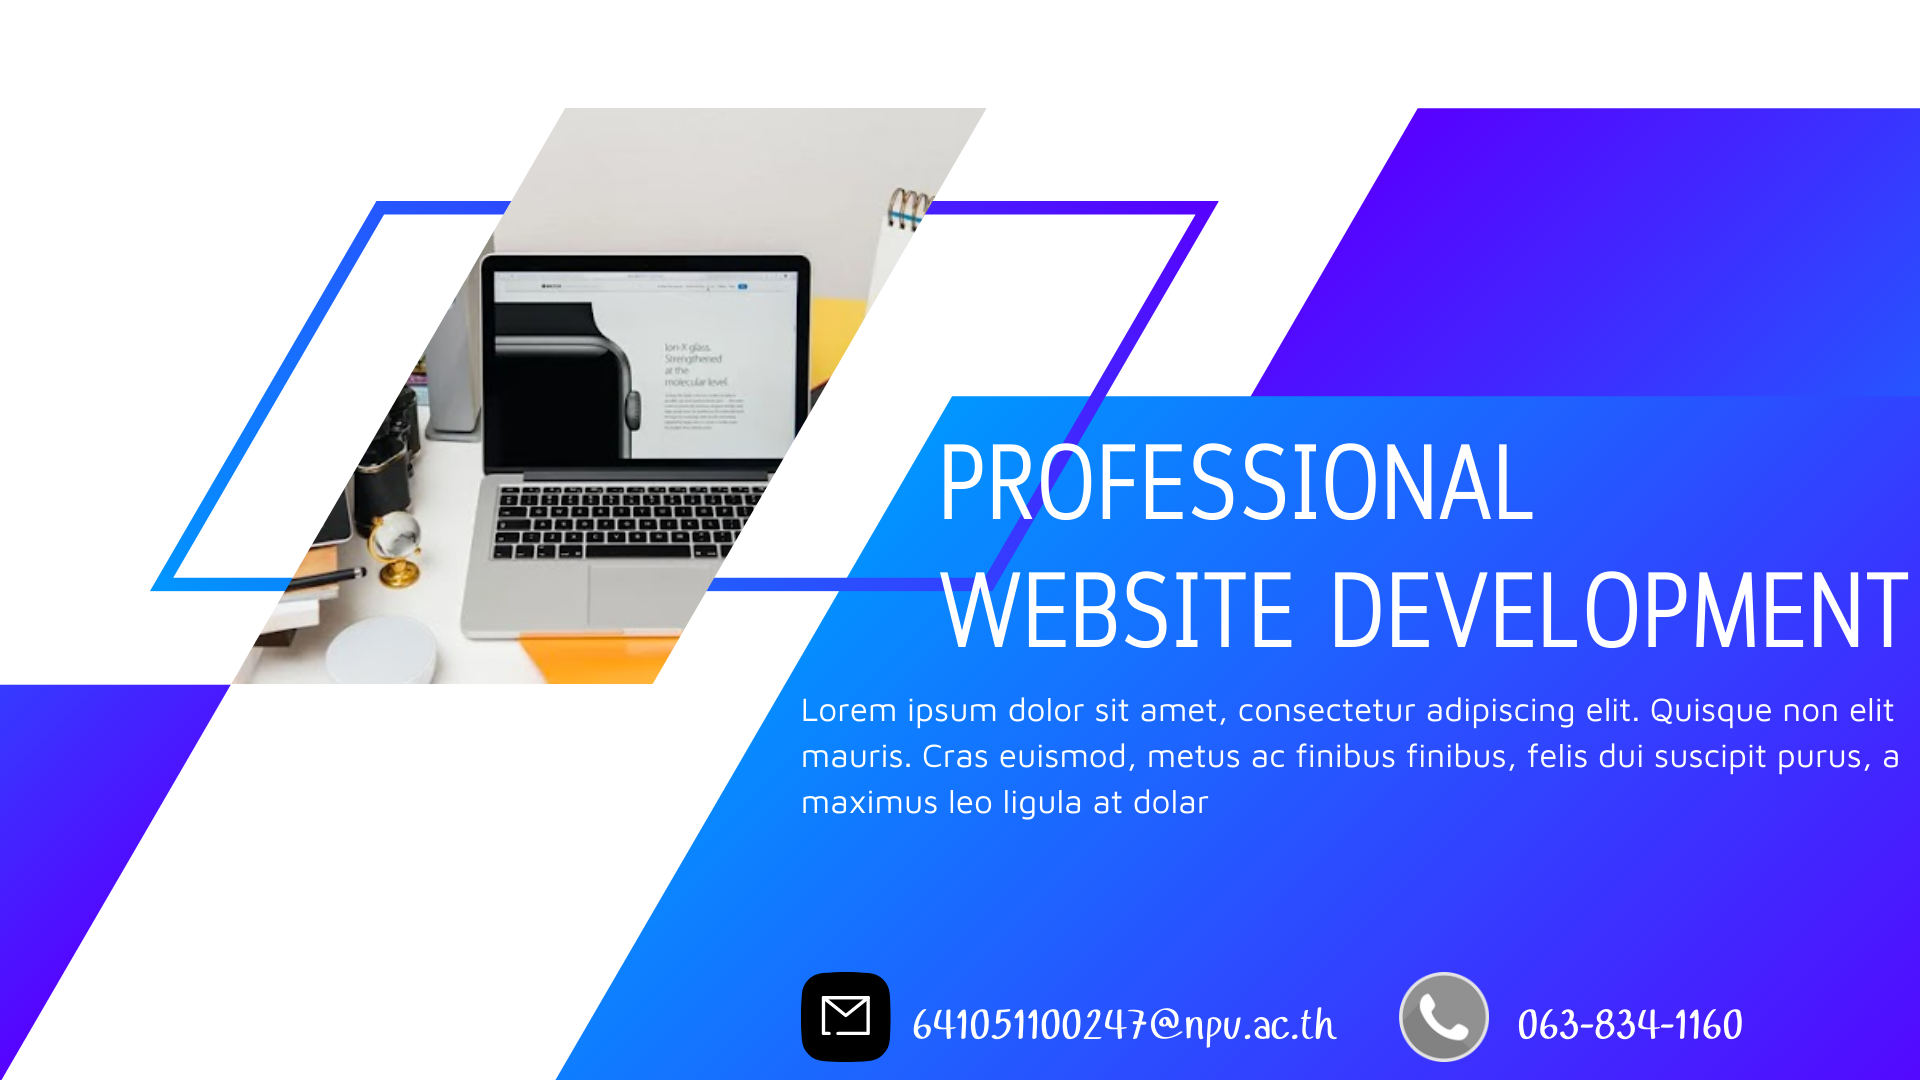 Ion-X glass.
Strengthened
at the
molecular level.
PROFESSIONAL
WEBSITE DEVELOPMENT
Lorem ipsum dolor sit amet, consectetur adipiscing elit. Quisque non elit
mauris. Cras euismod, metus ac finibus finibus, felis dui suscipit purus, a
maximus leo ligula at dolar
641051100247@npu.ac.th
063-834-1160